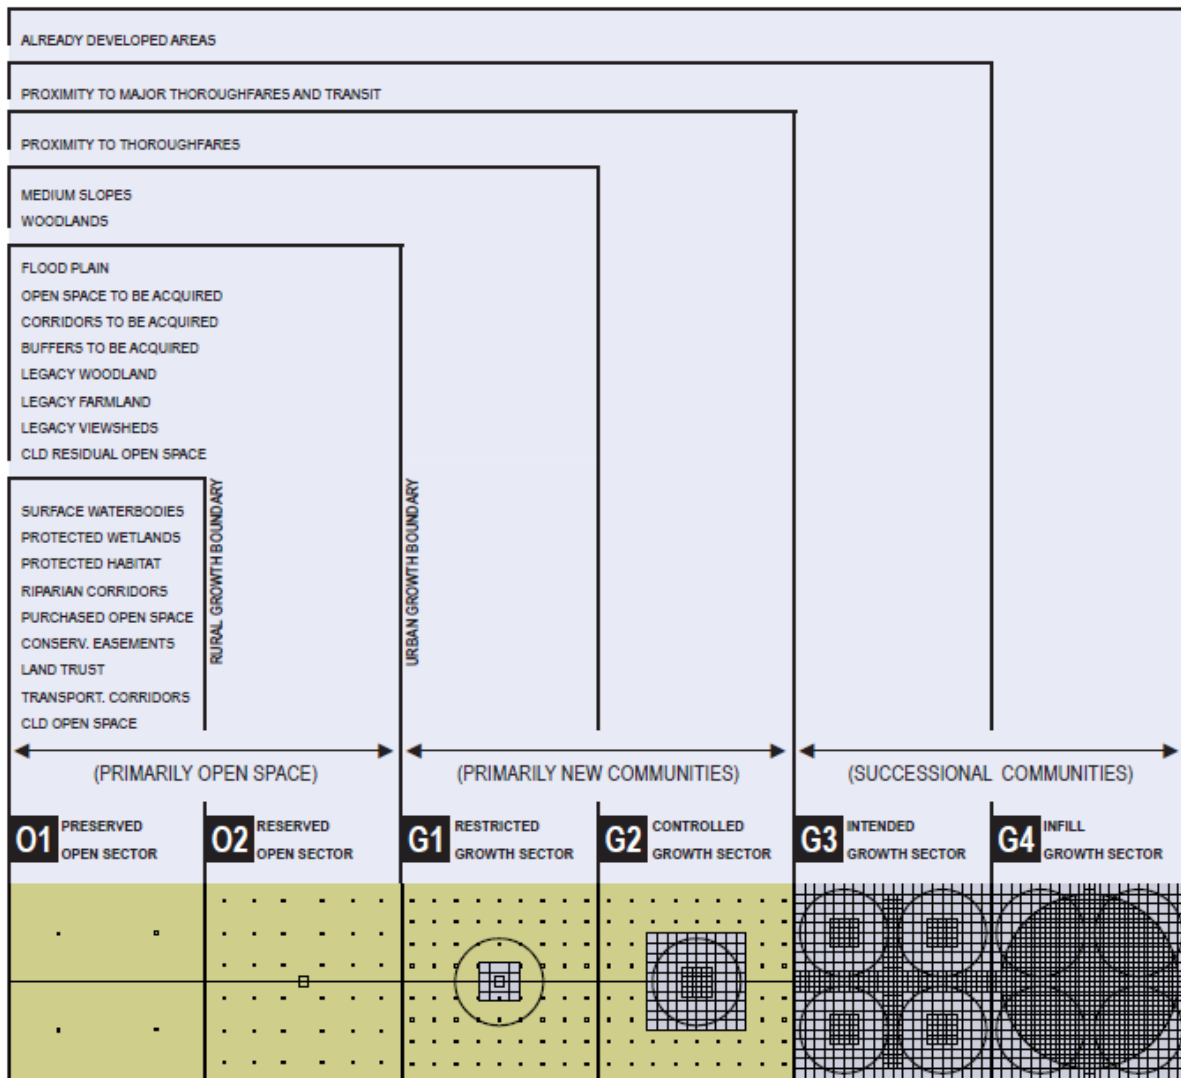 ALREADY DEVELOPED AREAS
PROXIMITY TO MAJOR THOROUGHFARES AND TRANSIT
PROXIMITY TO THOROUGHFARES
MEDIUM SLOPES
WOODLANDS
FLOOD PLAIN
OPEN SPACE TO BE ACQUIRED
CORRIDORS TO BE ACQUIRED
BUFFERS TO BE ACQUIRED
LEGACY WOODLAND
LEGACY FARMLAND
LEGACY VIEWSHEDS
CLD RESIDUAL OPEN SPACE
SURFACE WATERBODIES
PROTECTED WETLANDS
PROTECTED HABITAT
RIPARIAN CORRIDORS
PURCHASED OPEN SPACE
CONSERV. EASEMENTS
LAND TRUST
TRANSPORT. CORRIDORS
CLD OPEN SPACE
RURAL GROWTH BOUNDARY
URBAN GROWTH BOUNDARY
(PRIMARILY OPEN SPACE)
(PRIMARILY NEW COMMUNITIES)
(SUCCESSIONAL COMMUNITIES)
O1 PRESERVED
OPEN SECTOR
O2 RESERVED
OPEN SECTOR
G1 RESTRICTED
GROWTH SECTOR
G2 CONTROLLED
GROWTH SECTOR
G3 INTENDED
GROWTH SECTOR
G4 INFILL
GROWTH SECTOR